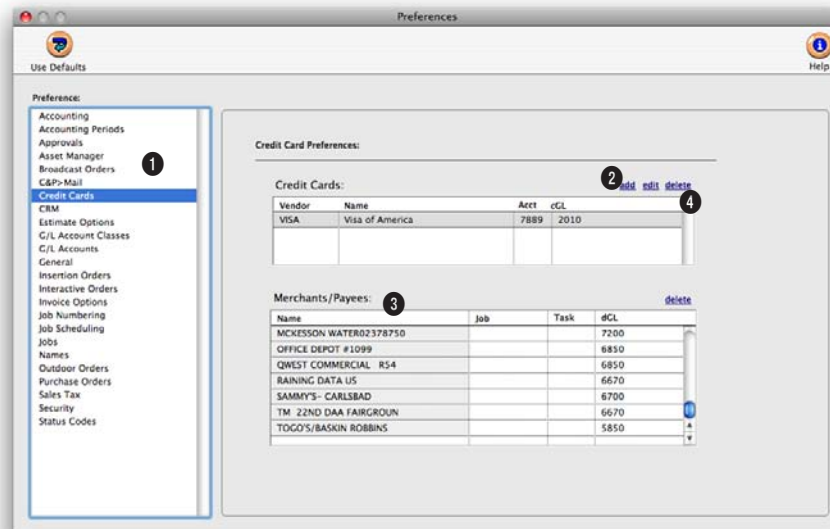 Preferences
Use Defaults
Help
Preference:
Accounting
Accounting Periods
Approvals
Asset Manager
Broadcast Orders
C&P>Mail
Credit Cards
CRM
Estimate Options
G/L Account Classes
G/L Accounts
General
Insertion Orders
Interactive Orders
Invoice Options
Job Numbering
Job Scheduling
Jobs
Names
Outdoor Orders
Purchase Orders
Sales Tax
Security
Status Codes
1
Credit Card Preferences:
Credit Cards: 2 add edit delete
4
Vendor Name Acct cGL
VISA Visa of America 7889 2010
Merchants/Payees: 3 delete
Name Job Task dGL
MCKESSON WATER02378750 7200
OFFICE DEPOT #1099 6850
QWEST COMMERCIAL R54 6850
RAINING DATA US 6670
SAMMY'S- CARLSBAD 6700
TM 22ND DAA FAIRGROUN 6670
TOGO'S/BASKIN ROBBINS 5850